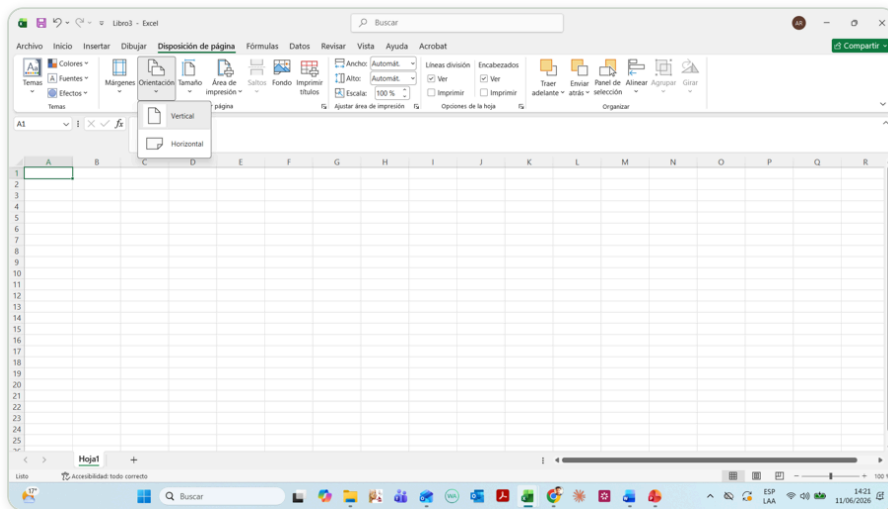 Libro3 - Excel
Buscar
AR
Archivo Inicio Insertar Dibujar Disposición de página Fórmulas Datos Revisar Vista Ayuda Acrobat
Compartir
Temas
Colores
Fuentes
Efectos
Temas
Márgenes Orientación Tamaño Área de impresión Saltos Fondo Imprimir títulos
página
Ancho: Automát.
Alto: Automát.
Escala: 100 %
Ajustar área de impresión
Líneas división Encabezados
Ver Ver
Imprimir Imprimir
Opciones de la hoja
Traer adelante Enviar atrás Panel de selección Alinear Agrupar Girar
Organizar
Vertical
Horizontal
A1
fx
A B C D E F G H I J K L M N O P Q R
1
2
3
4
5
6
7
8
9
10
11
12
13
14
15
16
17
18
19
20
21
22
23
24
25
Hoja1
Listo Accesibilidad: todo correcto
100 %
17°
Buscar
ESP
LAA
14:21
11/06/2026